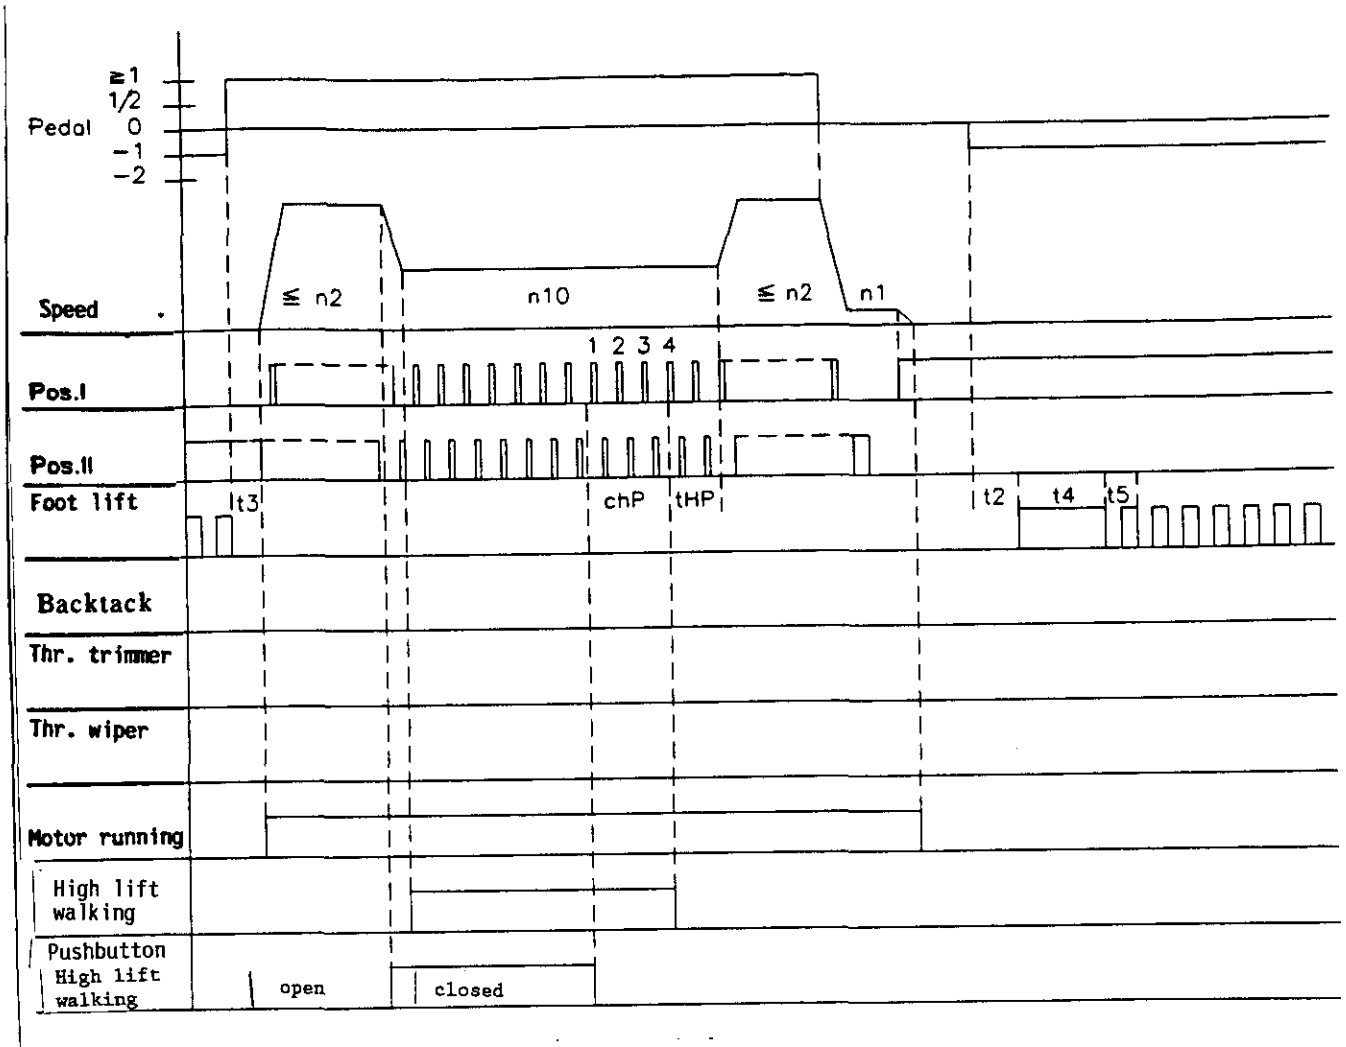 ≧1
1/2
Pedal 0
−1
−2
≦ n2 n10 ≦ n2 n1
Speed
1 2 3 4
Pos.I
Pos.II
Foot lift t3 chP tHP t2 t4 t5
Backtack
Thr. trimmer
Thr. wiper
Motor running
High lift
walking
Pushbutton
High lift
walking
open closed